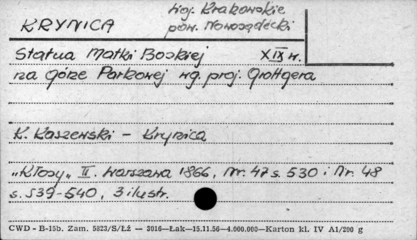 woj. Krakowskie
KRYNICA pow. Nowosądecki
Statua Matki Boskiej XIX w.
na górze Parkowej wg. proj. Grottgera
K. Kaszewski - Krynica
"Kłosy" II. Warszawa 1866, Nr. 47 s. 530 i Nr. 48
s. 539-540, 3 ilustr.
CWD - B-15b. Zam. 5823/S/Łż — 3016—Łak—15.11.56—4.000.000—Karton kl. IV A1/200 g